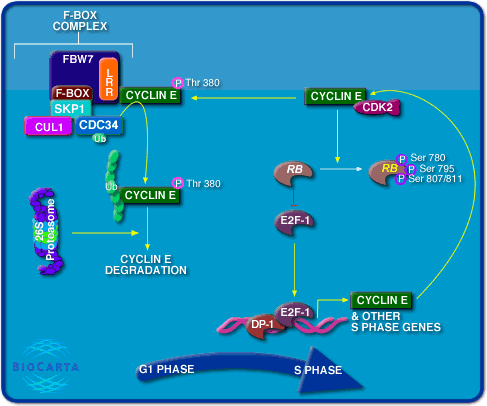 F-BOX
COMPLEX
FBW7
LRR
F-BOX
SKP1
CUL1
CDC34
Ub
CYCLIN E
P Thr 380
CYCLIN E
CDK2
RB
RB
P Ser 780
P Ser 795
P Ser 807/811
Ub
CYCLIN E
P Thr 380
26S
Proteasome
CYCLIN E
DEGRADATION
E2F-1
E2F-1
DP-1
CYCLIN E
& OTHER
S PHASE GENES
BIOCARTA
G1 PHASE
S PHASE